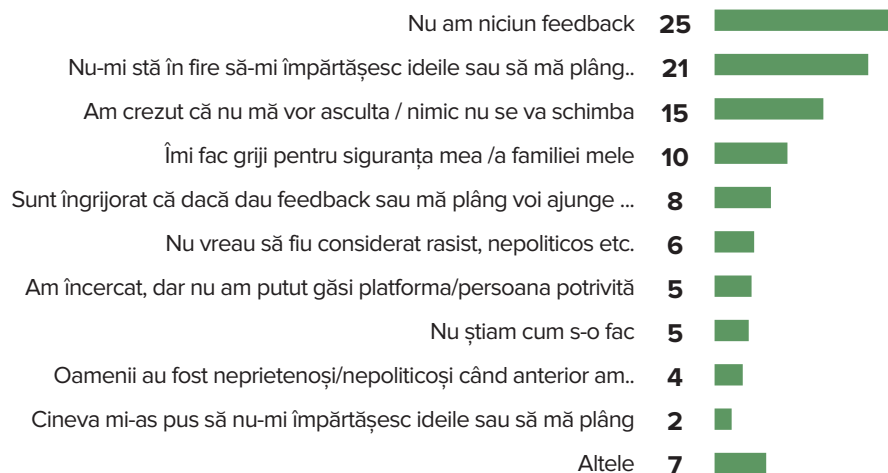 Nu am niciun feedback 25
Nu-mi stă în fire să-mi împărtășesc ideile sau să mă plâng.. 21
Am crezut că nu mă vor asculta / nimic nu se va schimba 15
Îmi fac griji pentru siguranța mea /a familiei mele 10
Sunt îngrijorat că dacă dau feedback sau mă plâng voi ajunge ... 8
Nu vreau să fiu considerat rasist, nepoliticos etc. 6
Am încercat, dar nu am putut găsi platforma/persoana potrivită 5
Nu știam cum s-o fac 5
Oamenii au fost neprietenoși/nepoliticoși când anterior am.. 4
Cineva mi-as pus să nu-mi împărtășesc ideile sau să mă plâng 2
Altele 7